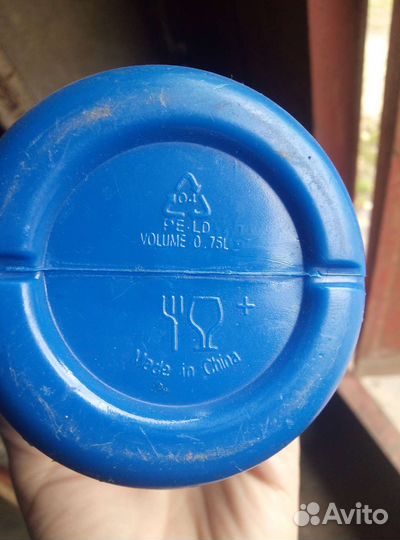 04
PE-LD
VOLUME 0.75L
+
Made in China
Avito